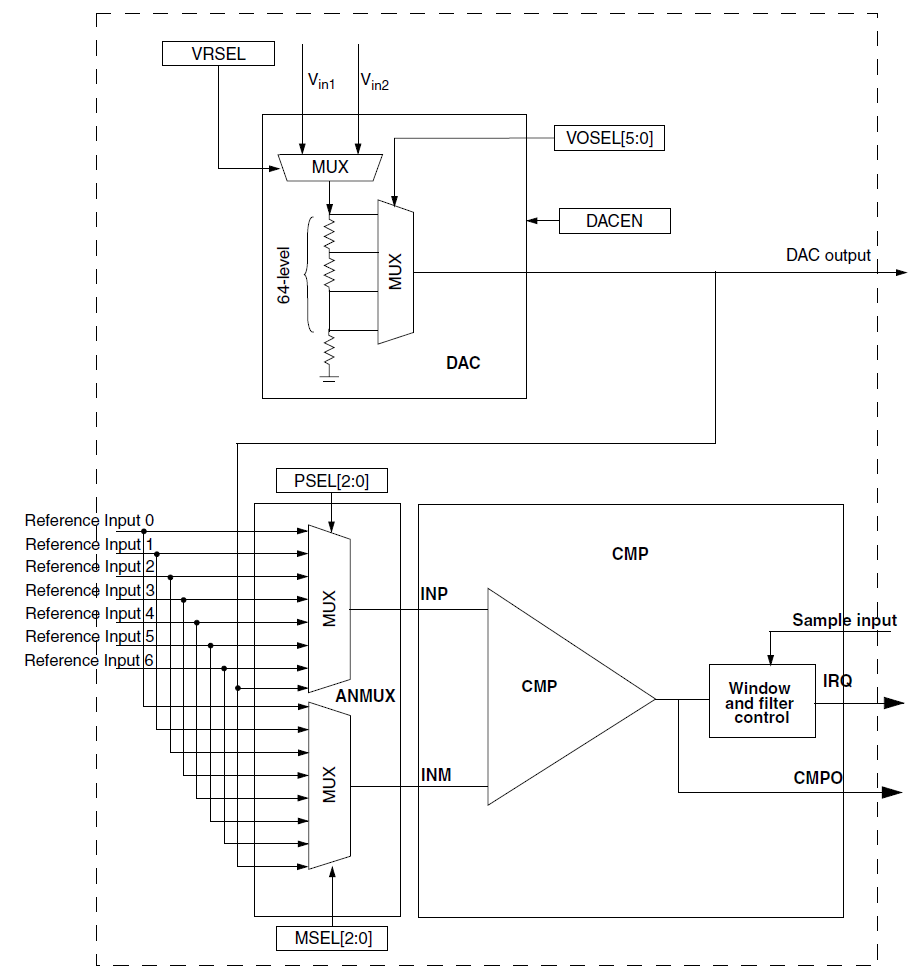 VRSEL
Vin1
Vin2
VOSEL[5:0]
MUX
DACEN
64-level
MUX
DAC output
DAC
PSEL[2:0]
Reference Input 0
Reference Input 1
Reference Input 2
Reference Input 3
Reference Input 4
Reference Input 5
Reference Input 6
MUX
INP
CMP
Sample input
CMP
ANMUX
Window
and filter
control
IRQ
MUX
INM
CMPO
MSEL[2:0]